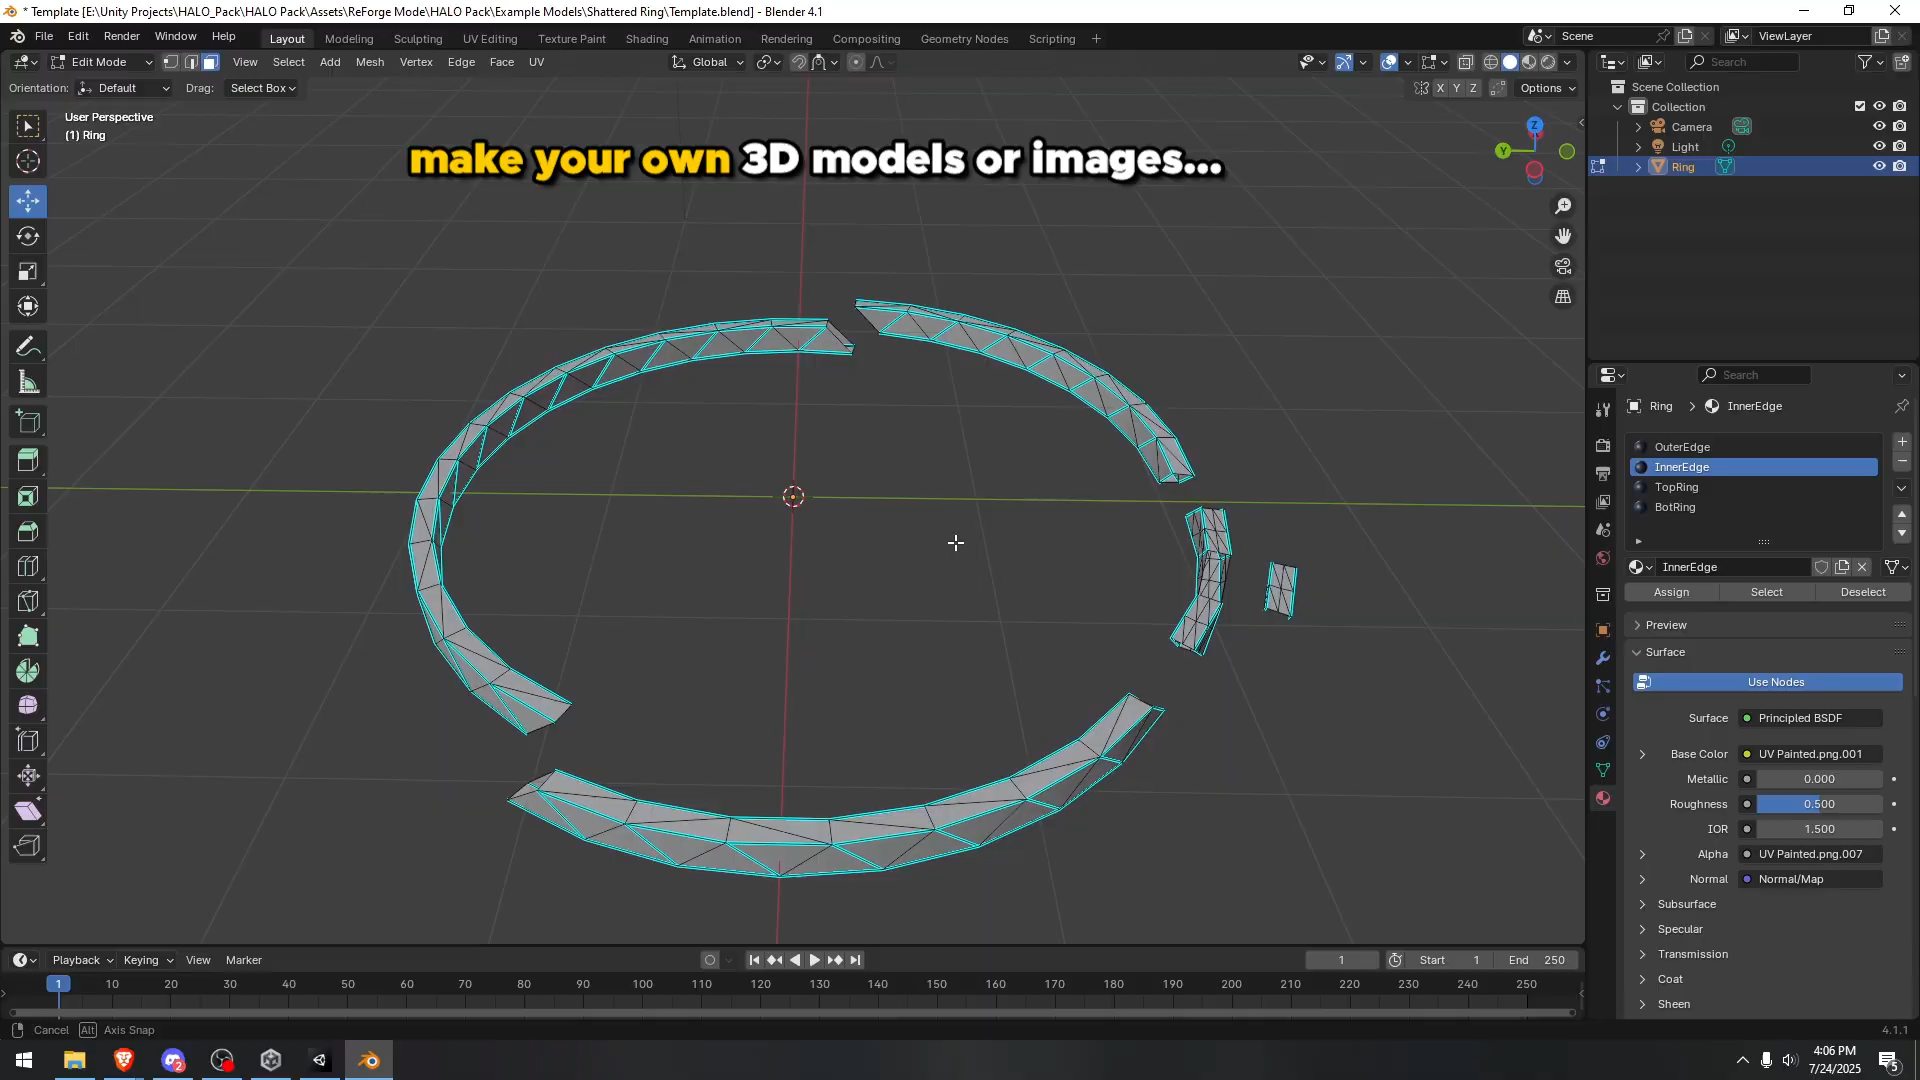 * Template [E:\Unity Projects\HALO_Pack\HALO Pack\Assets\ReForge Mode\HALO Pack\Example Models\Shattered Ring\Template.blend] - Blender 4.1
File Edit Render Window Help Layout Modeling Sculpting UV Editing Texture Paint Shading Animation Rendering Compositing Geometry Nodes Scripting + Scene ViewLayer
Edit Mode View Select Add Mesh Vertex Edge Face UV Global Search
Orientation: Default Drag: Select Box X Y Z Options
User Perspective
(1) Ring
make your own 3D models or images...
Z
Y
Scene Collection
Collection
Camera
Light
Ring
Search
Ring > InnerEdge
OuterEdge
InnerEdge
TopRing
BotRing
InnerEdge
Assign Select Deselect
Preview
Surface
Use Nodes
Surface Principled BSDF
Base Color UV Painted.png.001
Metallic 0.000
Roughness 0.500
IOR 1.500
Alpha UV Painted.png.007
Normal Normal/Map
Subsurface
Specular
Transmission
Coat
Sheen
Playback Keying View Marker 1 Start 1 End 250
1 10 20 30 40 50 60 70 80 90 100 110 120 130 140 150 160 170 180 190 200 210 220 230 240 250
Cancel Alt Axis Snap 4.1.1
2
4:06 PM
7/24/2025
5